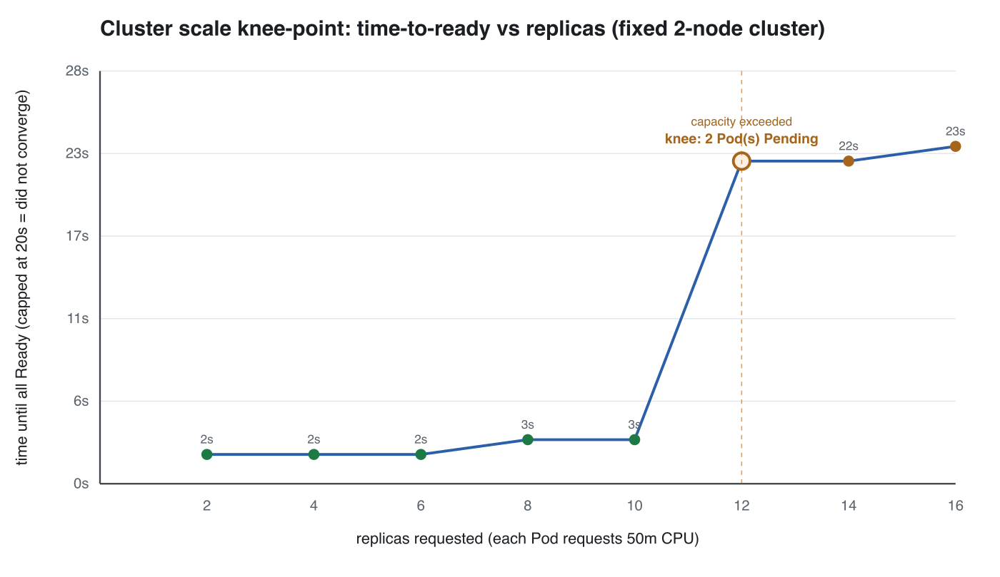 Cluster scale knee-point: time-to-ready vs replicas (fixed 2-node cluster)
time until all Ready (capped at 20s = did not converge)
28s
23s
17s
11s
6s
0s
capacity exceeded
knee: 2 Pod(s) Pending
2s
2s
2s
3s
3s
22s
23s
2
4
6
8
10
12
14
16
replicas requested (each Pod requests 50m CPU)